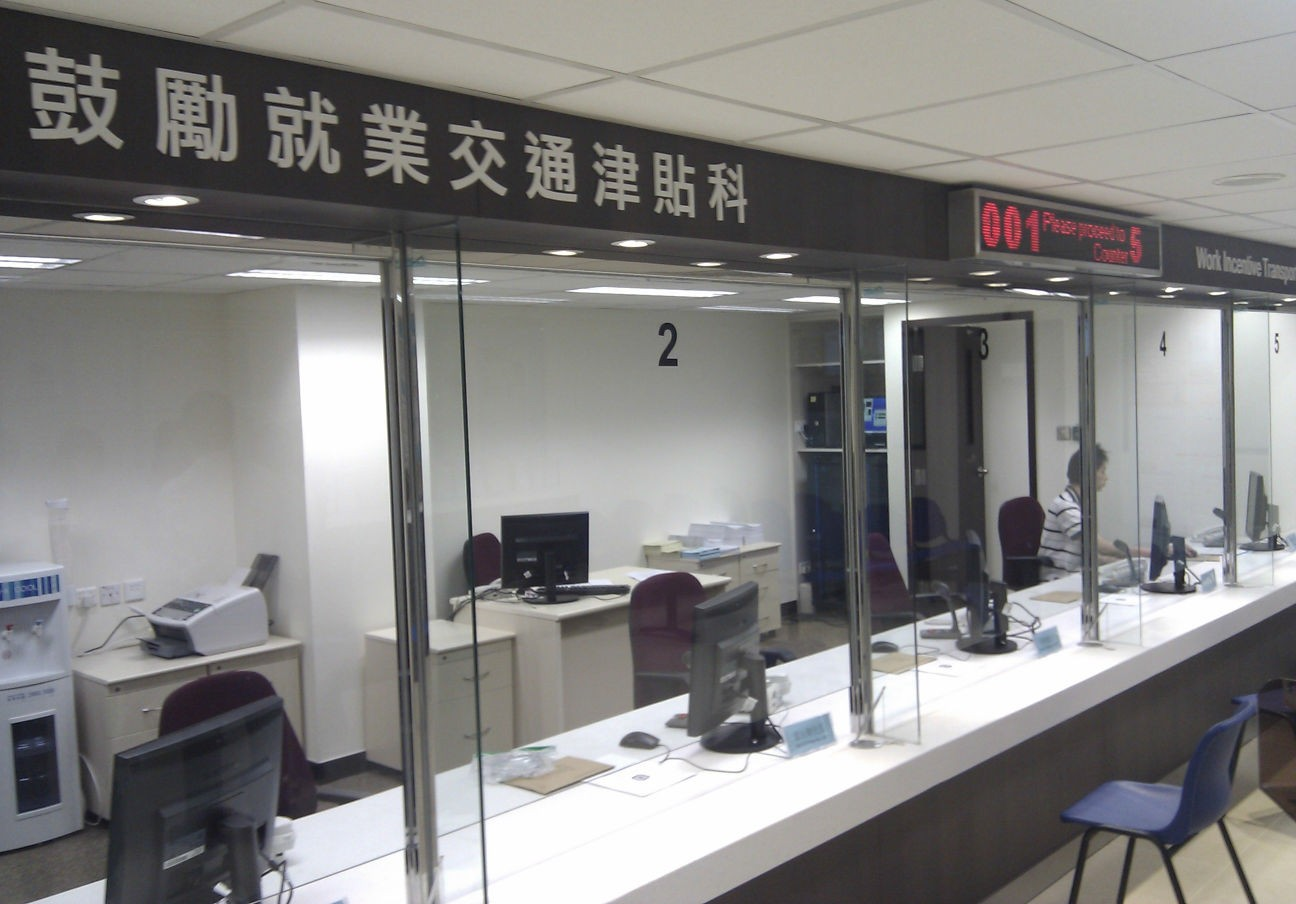 鼓勵就業交通津貼科
001 Please proceed to
Counter 5
Work Incentive Transpor
2
3
4
5